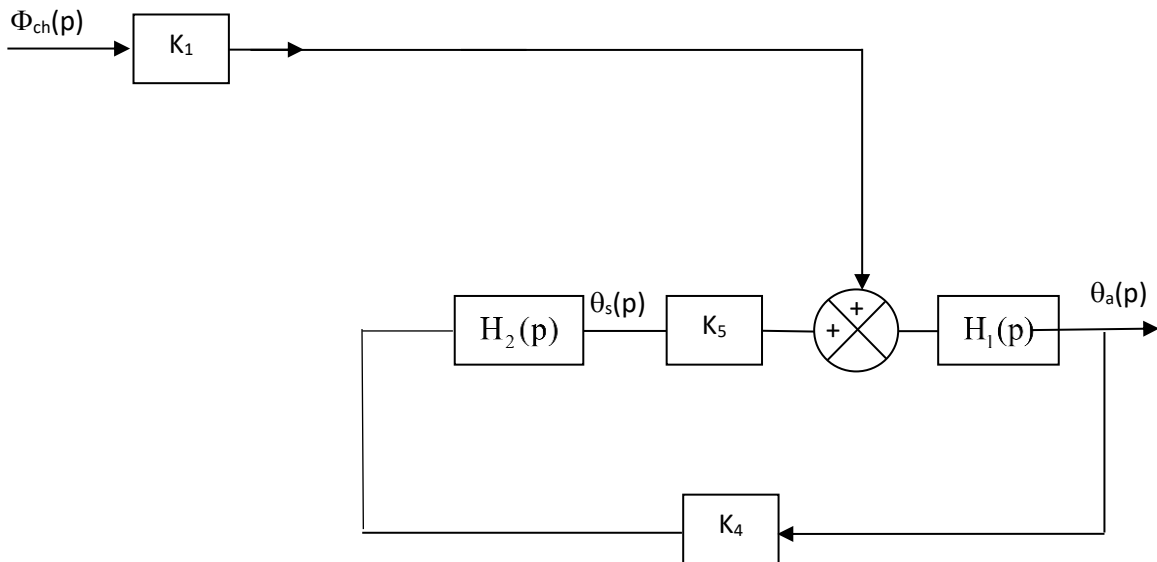 Φch(p)
K1
H2(p)
θs(p)
K5
+
+
H1(p)
θa(p)
K4